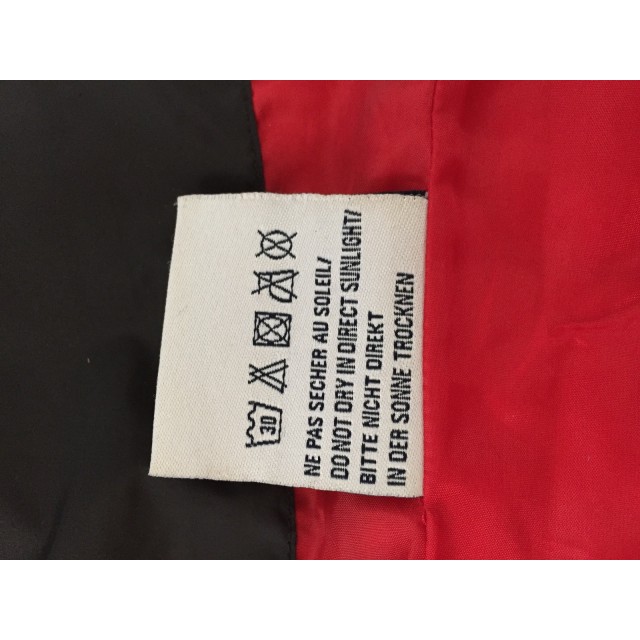 30
NE PAS SECHER AU SOLEIL/
DO NOT DRY IN DIRECT SUNLIGHT/
BITTE NICHT DIREKT
IN DER SONNE TROCKNEN